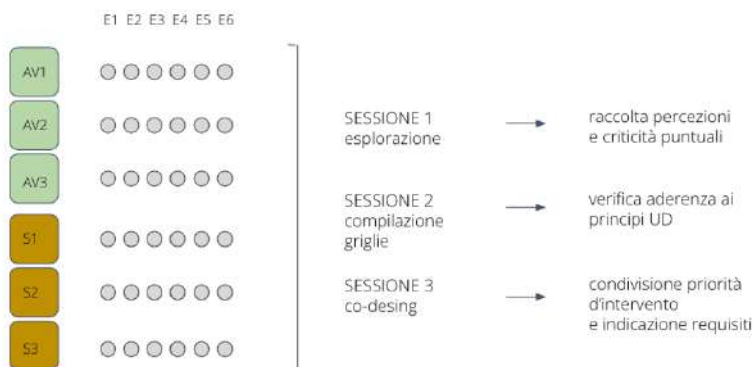 E1 E2 E3 E4 E5 E6
AV1
AV2
AV3
S1
S2
S3
SESSIONE 1
esplorazione
raccolta percezioni
e criticità puntuali
SESSIONE 2
compilazione
griglie
verifica aderenza ai
principi UD
SESSIONE 3
co-desing
condivisione priorità
d'intervento
e indicazione requisiti